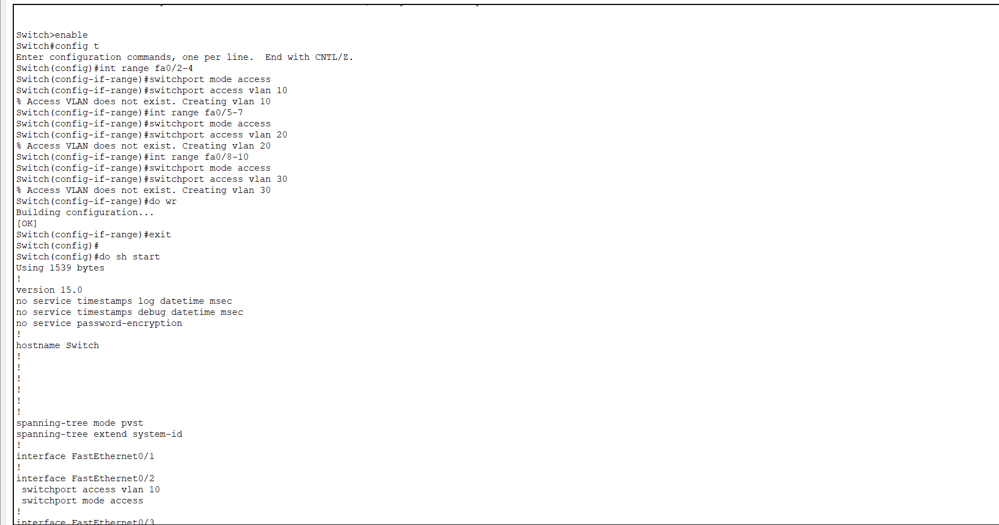 Switch>enable
Switch#config t
Enter configuration commands, one per line.  End with CNTL/Z.
Switch(config)#int range fa0/2-4
Switch(config-if-range)#switchport mode access
Switch(config-if-range)#switchport access vlan 10
% Access VLAN does not exist. Creating vlan 10
Switch(config-if-range)#int range fa0/5-7
Switch(config-if-range)#switchport mode access
Switch(config-if-range)#switchport access vlan 20
% Access VLAN does not exist. Creating vlan 20
Switch(config-if-range)#int range fa0/8-10
Switch(config-if-range)#switchport mode access
Switch(config-if-range)#switchport access vlan 30
% Access VLAN does not exist. Creating vlan 30
Switch(config-if-range)#do wr
Building configuration...
[OK]
Switch(config-if-range)#exit
Switch(config)#
Switch(config)#do sh start
Using 1539 bytes
!
version 15.0
no service timestamps log datetime msec
no service timestamps debug datetime msec
no service password-encryption
!
hostname Switch
!
!
!
!
!
!
spanning-tree mode pvst
spanning-tree extend system-id
!
interface FastEthernet0/1
!
interface FastEthernet0/2
 switchport access vlan 10
 switchport mode access
!
interface FastEthernet0/3